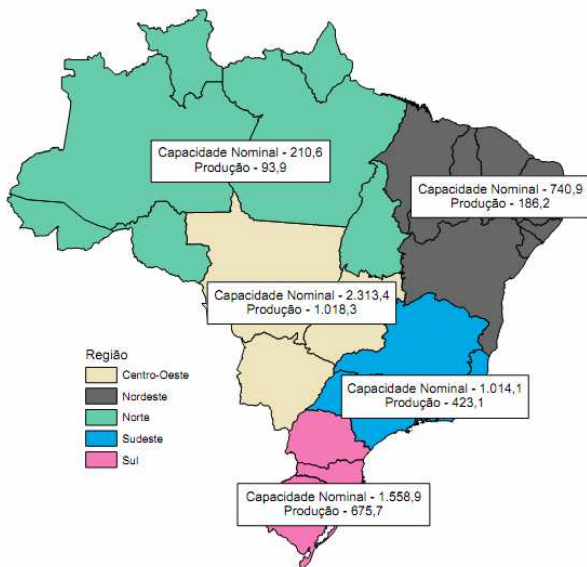 Capacidade Nominal - 210,6
Produção - 93,9
Capacidade Nominal - 740,9
Produção - 186,2
Capacidade Nominal - 2.313,4
Produção - 1.018,3
Região
Centro-Oeste
Nordeste
Norte
Sudeste
Sul
Capacidade Nominal - 1.014,1
Produção - 423,1
Capacidade Nominal - 1.558,9
Produção - 675,7